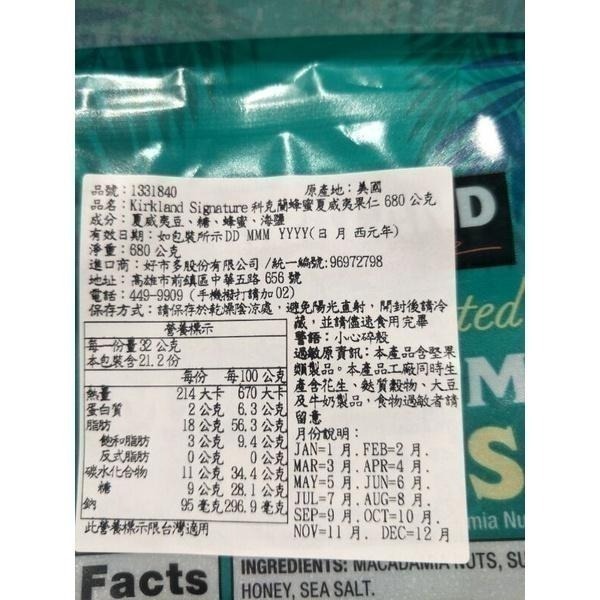 品號：1331840 原產地：美國
品名：Kirkland Signature 科克蘭蜂蜜夏威夷果仁 680 公克
成分：夏威夷豆、糖、蜂蜜、海鹽
有效日期：如包裝所示DD MMM YYYY(日 月 西元年)
淨重：680 公克
進口商：好市多股份有限公司 /統一編號:96972798
地址：高雄市前鎮區中華五路 656 號
電話：449-9909 (手機撥打請加 02)
保存方式：請保存於乾燥陰涼處，避免陽光直射，開封後請冷
藏，並請儘速食用完畢
警語：小心碎殼
過敏原資訊：本產品含堅果
類製品。本產品工廠同時生
產含花生、麩質穀物、大豆
及牛奶製品，食物過敏者請
留意
月份說明：
JAN=1 月. FEB=2 月.
MAR=3 月. APR=4 月.
MAY=5 月. JUN=6 月.
JUL=7 月. AUG=8 月.
SEP=9 月. OCT=10 月.
NOV=11 月. DEC=12 月
營養標示
每一份量32 公克
本包裝含21.2 份
每份 每100 公克
熱量 214 大卡 670 大卡
蛋白質 2 公克 6.3 公克
脂肪 18 公克 56.3 公克
飽和脂肪 3 公克 9.4 公克
反式脂肪 0 公克 0 公克
碳水化合物 11 公克 34.4 公克
糖 9 公克 28.1 公克
鈉 95 毫克 296.9 毫克
此營養標示限台灣適用
D
ted
M
S
mia Nu
Facts
INGREDIENTS: MACADAMIA NUTS, SU
HONEY, SEA SALT.